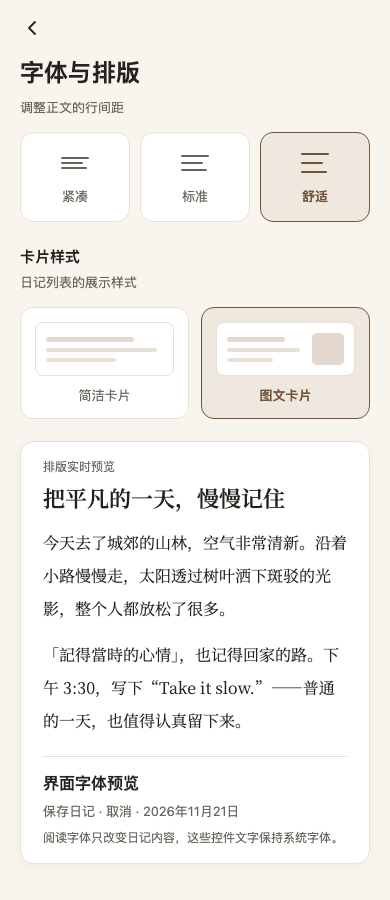 字体与排版
调整正文的行间距
紧凑
标准
舒适
卡片样式
日记列表的展示样式
简洁卡片
图文卡片
排版实时预览
把平凡的一天，慢慢记住
今天去了城郊的山林，空气非常清新。沿着
小路慢慢走，太阳透过树叶洒下斑驳的光
影，整个人都放松了很多。
「記得當時的心情」，也记得回家的路。下
午 3:30，写下“Take it slow.”——普通
的一天，也值得认真留下来。
界面字体预览
保存日记 · 取消 · 2026年11月21日
阅读字体只改变日记内容，这些控件文字保持系统字体。